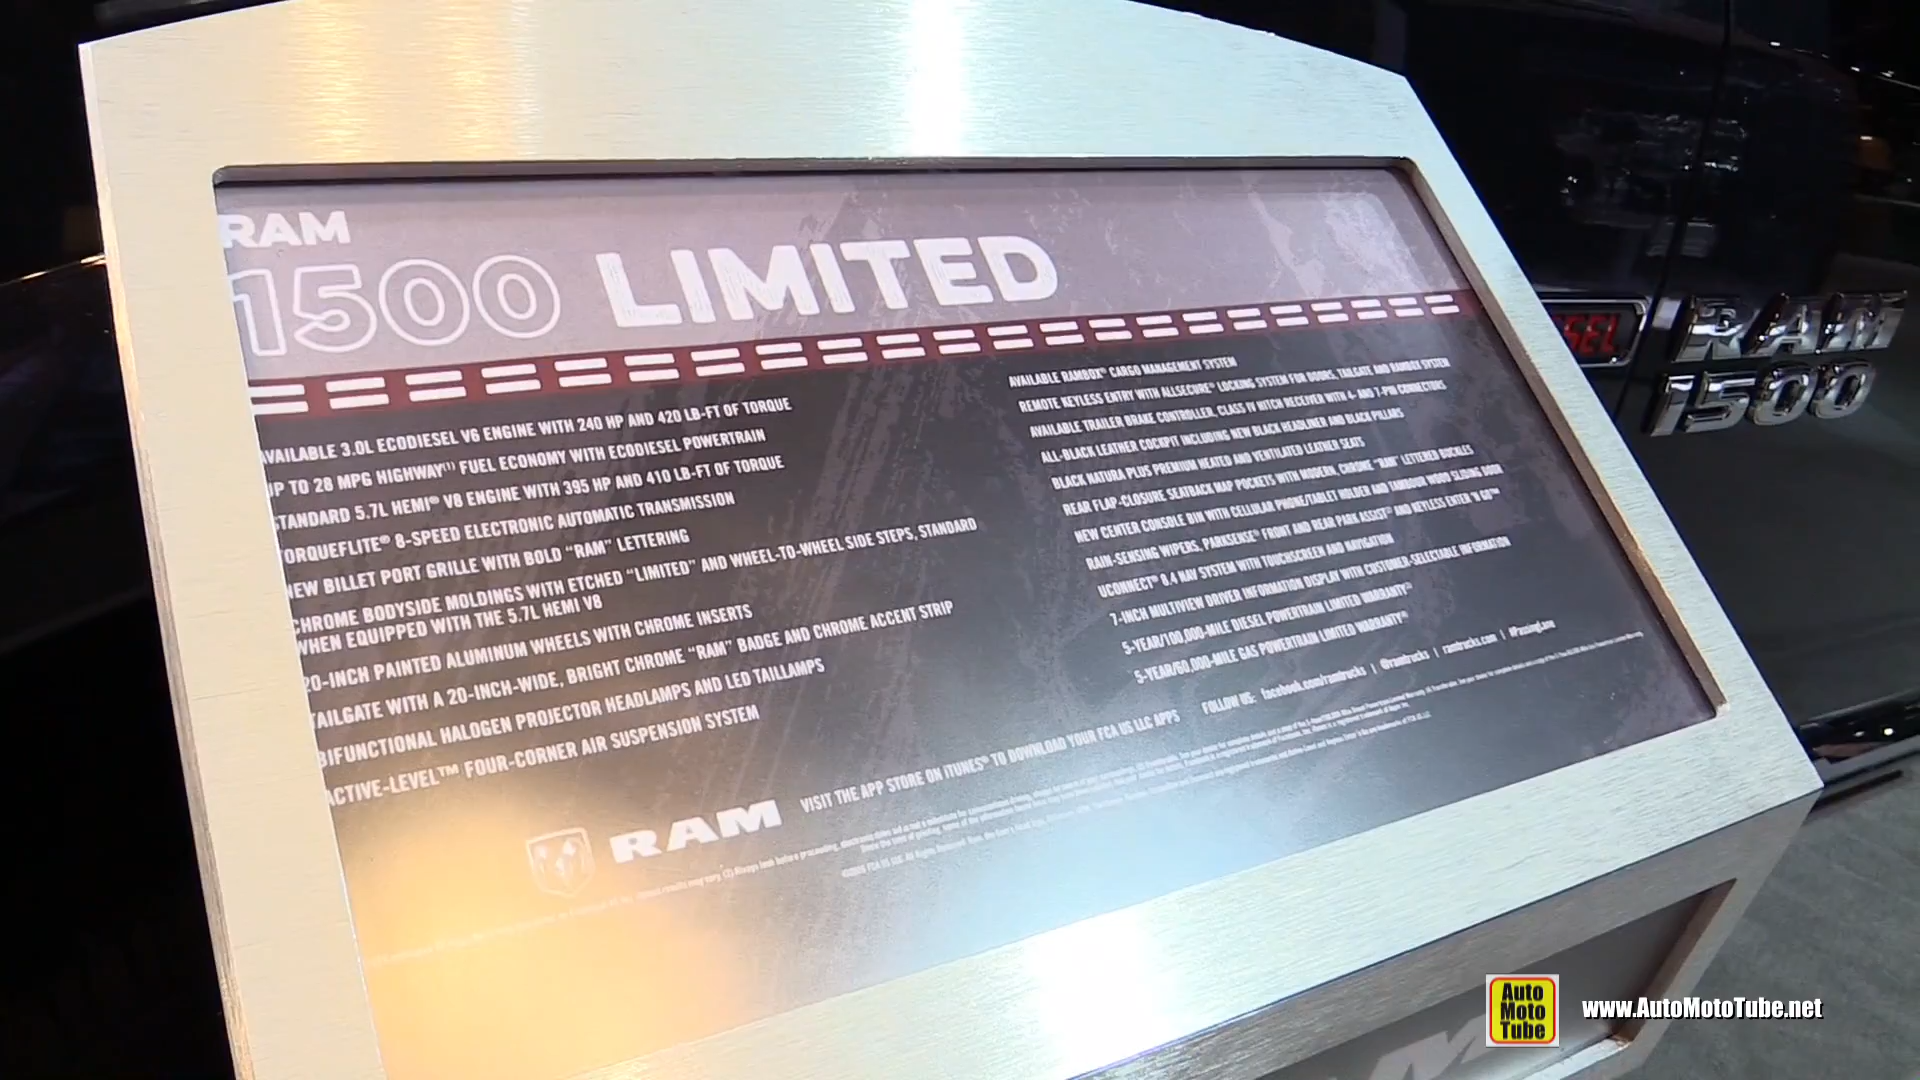 RAM
1500 LIMITED
AVAILABLE 3.0L ECODIESEL V6 ENGINE WITH 240 HP AND 420 LB-FT OF TORQUE
UP TO 28 MPG HIGHWAY(1) FUEL ECONOMY WITH ECODIESEL POWERTRAIN
STANDARD 5.7L HEMI® V8 ENGINE WITH 395 HP AND 410 LB-FT OF TORQUE
TORQUEFLITE® 8-SPEED ELECTRONIC AUTOMATIC TRANSMISSION
NEW BILLET PORT GRILLE WITH BOLD “RAM” LETTERING
CHROME BODYSIDE MOLDINGS WITH ETCHED “LIMITED” AND WHEEL-TO-WHEEL SIDE STEPS, STANDARD
WHEN EQUIPPED WITH THE 5.7L HEMI V8
20-INCH PAINTED ALUMINUM WHEELS WITH CHROME INSERTS
TAILGATE WITH A 20-INCH-WIDE, BRIGHT CHROME “RAM” BADGE AND CHROME ACCENT STRIP
BIFUNCTIONAL HALOGEN PROJECTOR HEADLAMPS AND LED TAILLAMPS
ACTIVE-LEVEL™ FOUR-CORNER AIR SUSPENSION SYSTEM
AVAILABLE RAMBOX® CARGO MANAGEMENT SYSTEM
REMOTE KEYLESS ENTRY WITH ALLSECURE® LOCKING SYSTEM FOR DOORS, TAILGATE AND RAMBOX SYSTEM
AVAILABLE TRAILER BRAKE CONTROLLER, CLASS IV HITCH RECEIVER WITH 4- AND 7-PIN CONNECTORS
ALL-BLACK LEATHER COCKPIT INCLUDING NEW BLACK HEADLINER AND BLACK PILLARS
BLACK NATURA PLUS PREMIUM HEATED AND VENTILATED LEATHER SEATS
REAR FLAP-CLOSURE SEATBACK MAP POCKETS WITH MODERN, CHROME “RAM” LETTERED BUCKLES
NEW CENTER CONSOLE BIN WITH CELLULAR PHONE/TABLET HOLDER AND TAMBOUR WOOD SLIDING DOOR
RAIN-SENSING WIPERS, PARKSENSE® FRONT AND REAR PARK ASSIST® AND KEYLESS ENTER ’N GO™
UCONNECT® 8.4 NAV SYSTEM WITH TOUCHSCREEN AND NAVIGATION
7-INCH MULTIVIEW DRIVER INFORMATION DISPLAY WITH CUSTOMER-SELECTABLE INFORMATION
5-YEAR/100,000-MILE DIESEL POWERTRAIN LIMITED WARRANTY
5-YEAR/60,000-MILE GAS POWERTRAIN LIMITED WARRANTY
RAM VISIT THE APP STORE ON iTUNES® TO DOWNLOAD YOUR FCA US LLC APPS FOLLOW US: facebook.com/ramtrucks | @ramtrucks | ramtrucks.com | #PassingLane
RAM
1500
Auto
Moto
Tube
www.AutoMotoTube.net